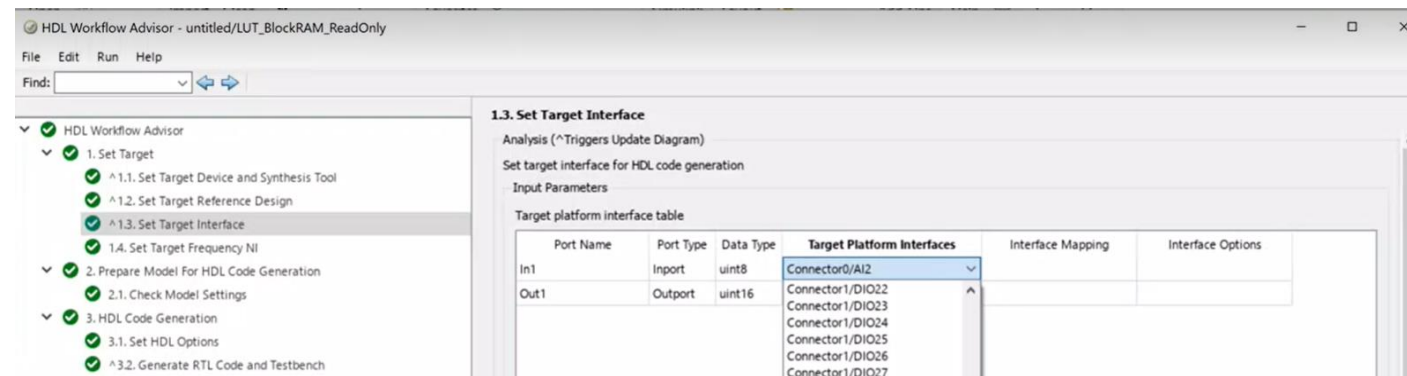 HDL Workflow Advisor - untitled/LUT_BlockRAM_ReadOnly
File Edit Run Help
Find:
HDL Workflow Advisor
1. Set Target
^1.1. Set Target Device and Synthesis Tool
^1.2. Set Target Reference Design
^1.3. Set Target Interface
1.4. Set Target Frequency NI
2. Prepare Model For HDL Code Generation
2.1. Check Model Settings
3. HDL Code Generation
3.1. Set HDL Options
^3.2. Generate RTL Code and Testbench
1.3. Set Target Interface
Analysis (^Triggers Update Diagram)
Set target interface for HDL code generation
Input Parameters
Target platform interface table
Port Name Port Type Data Type Target Platform Interfaces Interface Mapping Interface Options
In1 Inport uint8 Connector0/AI2
Out1 Outport uint16
Connector1/DIO22
Connector1/DIO23
Connector1/DIO24
Connector1/DIO25
Connector1/DIO26
Connector1/DIO27